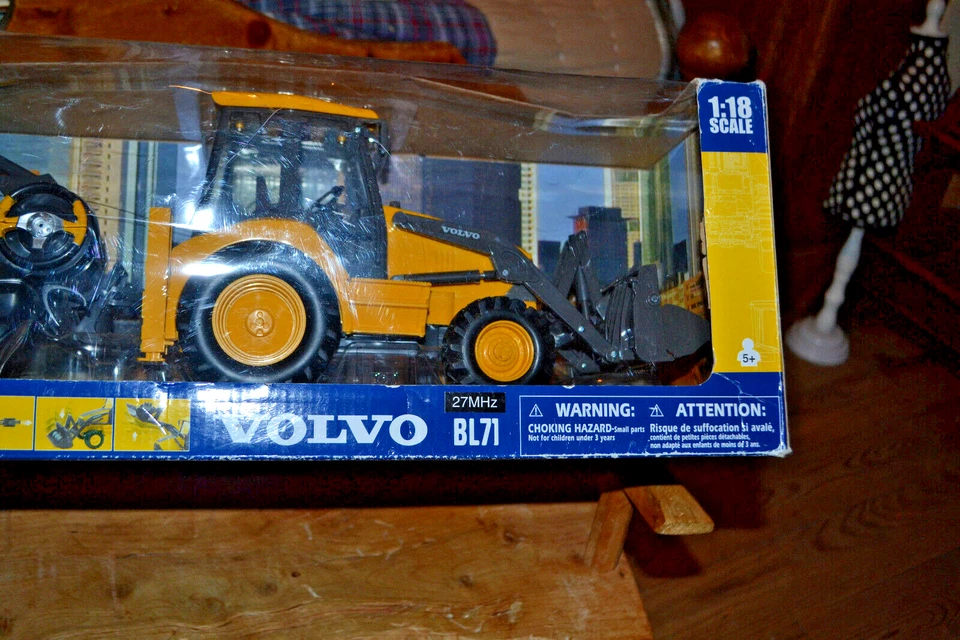 1:18
SCALE
VOLVO
5+
27MHz
VOLVO
BL71
WARNING:
CHOKING HAZARD-Small parts
Not for children under 3 years
ATTENTION:
Risque de suffocation si avalé,
contient de petites pièces détachables,
non adapté aux enfants de moins de 3 ans.